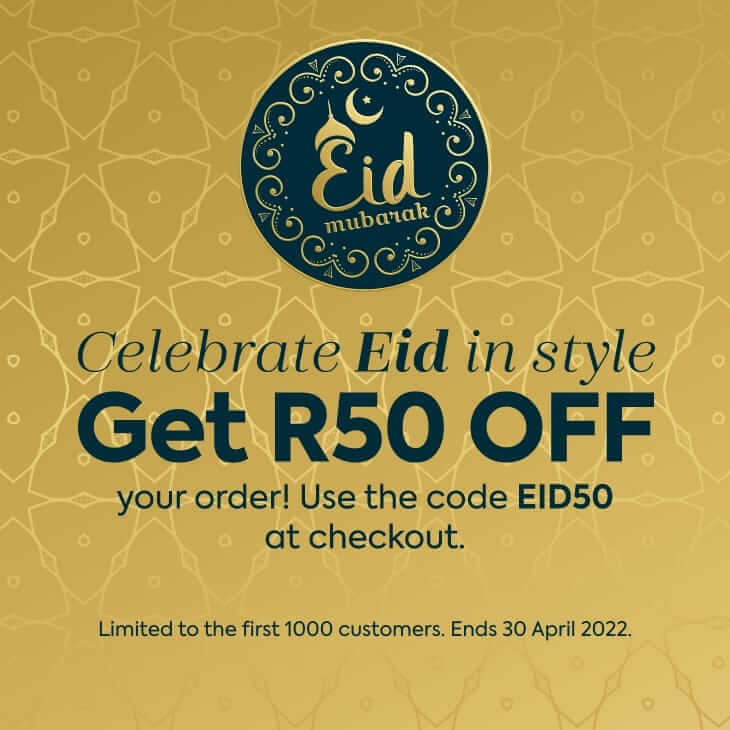 Eid
mubarak
Celebrate Eid in style
Get R50 OFF
your order! Use the code EID50
at checkout.
Limited to the first 1000 customers. Ends 30 April 2022.